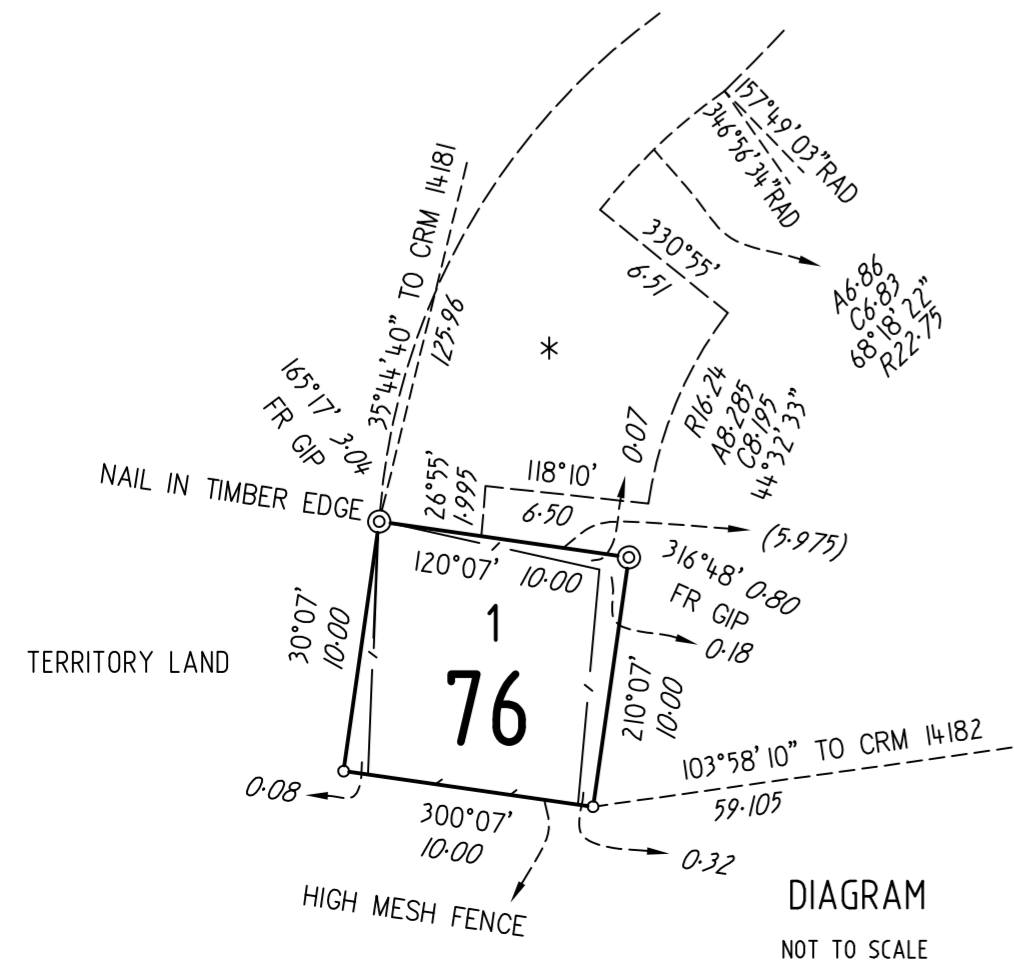 157°49'03"RAD
346°56'34"RAD
35°44'40" TO CRM 14181
125·96
330°55'
6·51
A6·86
C6·83
68°18'22"
R22·75
*
165°17' 3·04
FR GIP
R16·24
A8·285
C8·195
44°32'33"
0·07
NAIL IN TIMBER EDGE
26°55'
1·995
118°10'
6·50
(5·975)
120°07' 10·00
316°48' 0·80
FR GIP
0·18
1
76
30°07'
10·00
TERRITORY LAND
210°07'
10·00
103°58'10" TO CRM 14182
59·105
0·08
300°07'
10·00
0·32
HIGH MESH FENCE
DIAGRAM
NOT TO SCALE